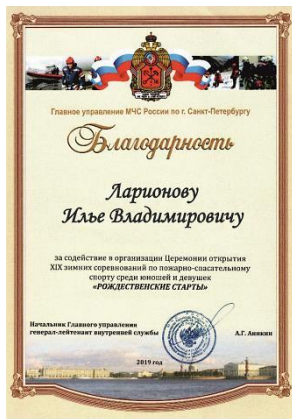 Главное управление МЧС России по г. Санкт-Петербургу
Благодарность
Ларионову
Илье Владимировичу
за содействие в организации Церемонии открытия
XIX зимних соревнований по пожарно-спасательному
спорту среди юношей и девушек
«РОЖДЕСТВЕНСКИЕ СТАРТЫ»
Начальник Главного управления
генерал-лейтенант внутренней службы А.Г. Аникин
2019 год